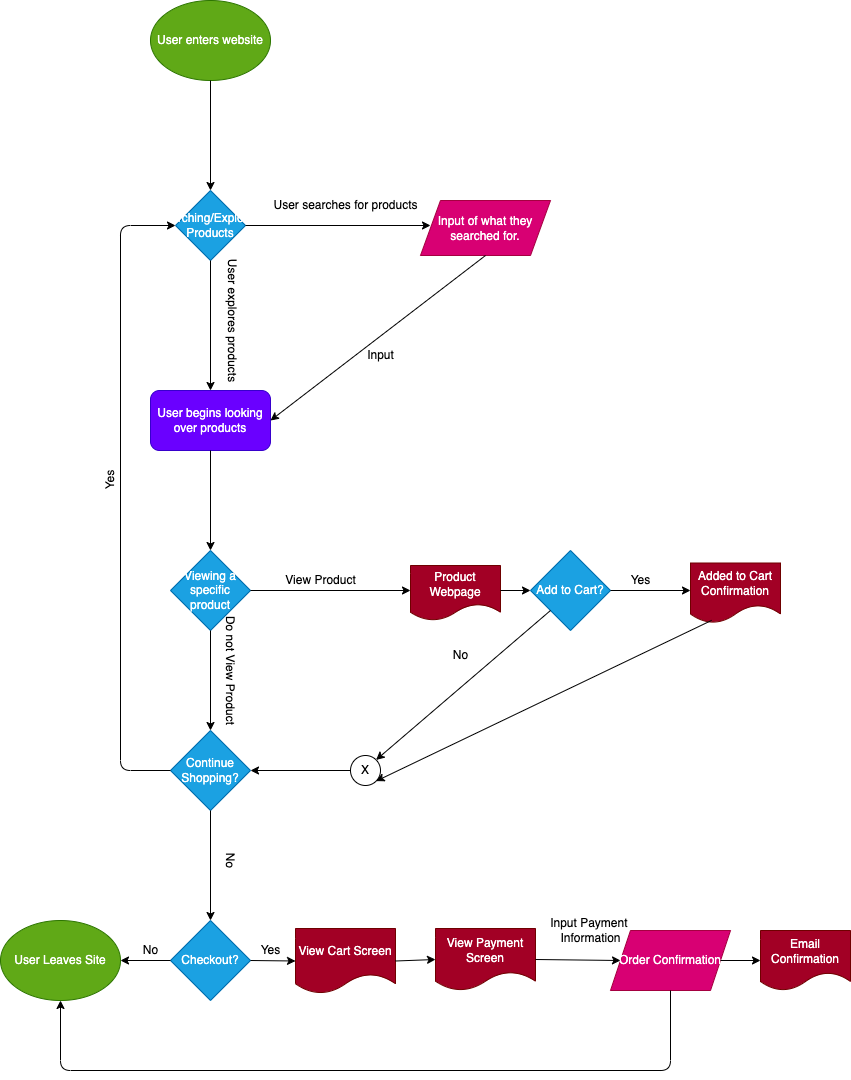 User enters website
User searches for products
Products
Input of what they
searched for.
User explores products
Input
User begins looking
over products
Yes
Viewing a
specific
product
View Product
Product
Webpage
Add to Cart?
Yes
Added to Cart
Confirmation
Do not View Product
No
Continue
Shopping?
X
No
User Leaves Site
No
Checkout?
Yes
View Cart Screen
View Payment
Screen
Input Payment
Information
Order Confirmation
Email
Confirmation